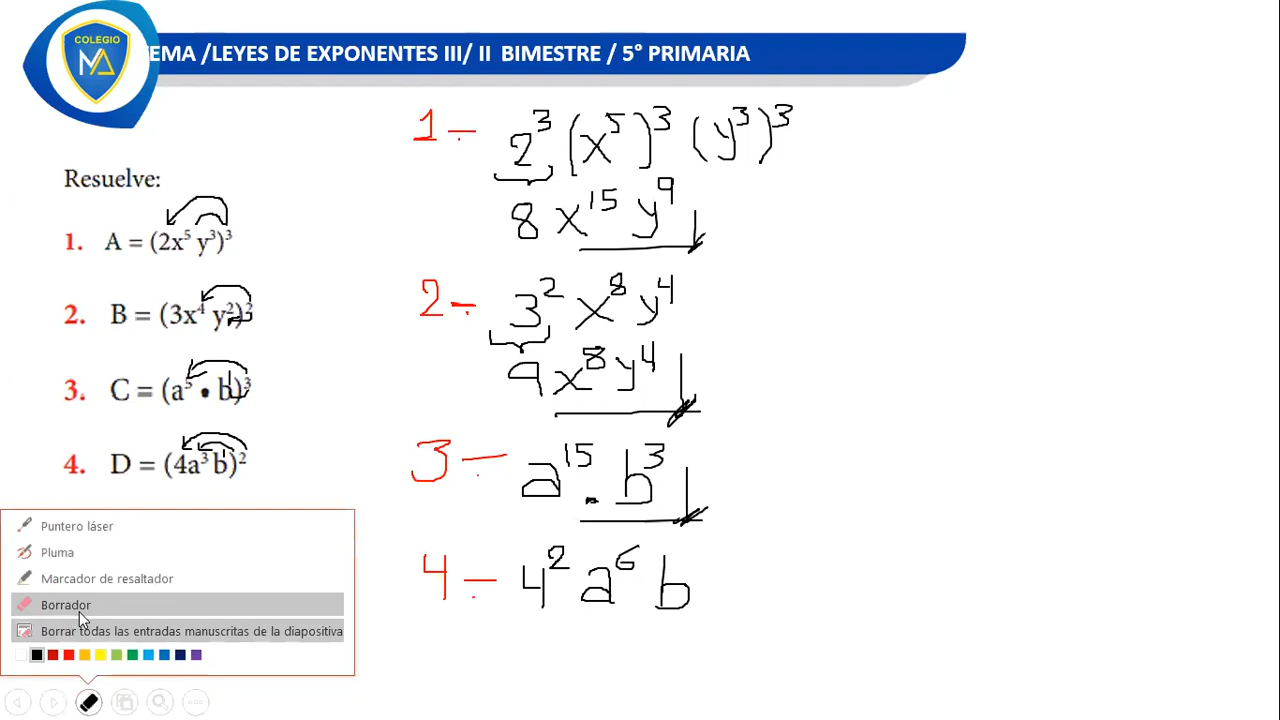 COLEGIO
MA
TEMA /LEYES DE EXPONENTES III/ II BIMESTRE / 5° PRIMARIA
Resuelve:
1. A = (2x⁵ y³)³
2. B = (3x⁴ y²)²
3. C = (a⁵ • b)³
4. D = (4a³ b)²
1.- 2³ (x⁵)³ (y³)³
8 x¹⁵ y⁹
2.- 3² x⁸ y⁴
9 x⁸ y⁴
3.- a¹⁵ . b³
4.- 4² a⁶ b
Puntero láser
Pluma
Marcador de resaltador
Borrador
Borrar todas las entradas manuscritas de la diapositiva